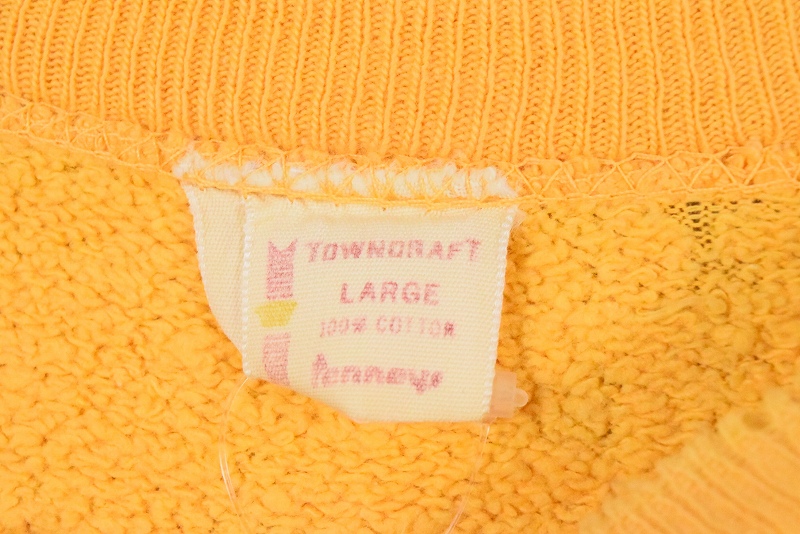 TOWNCRAFT
LARGE
100% COTTON
Penneys